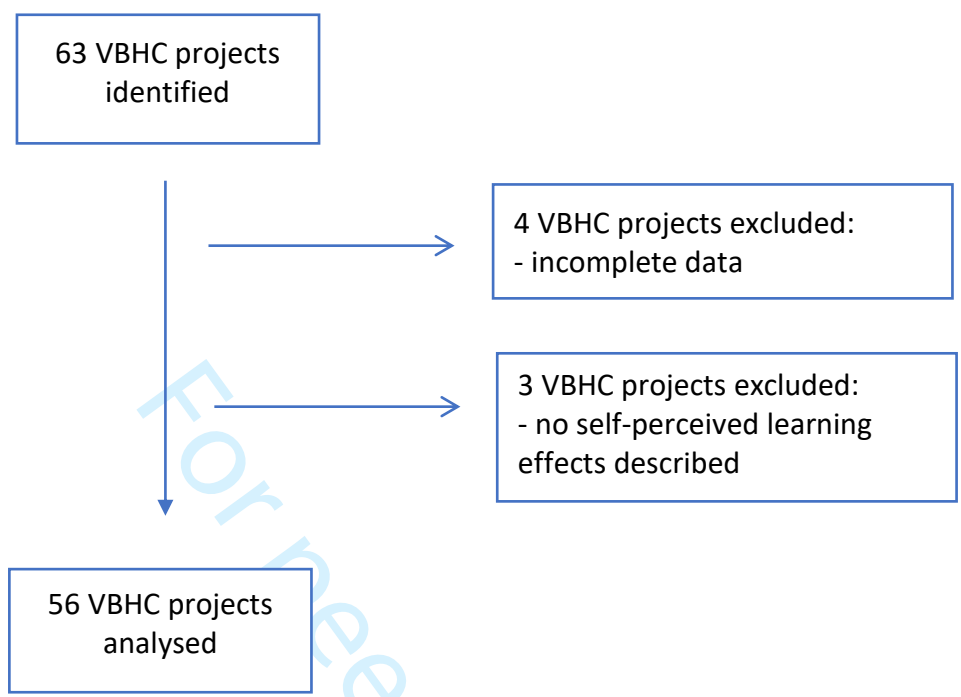 63 VBHC projects
identified
4 VBHC projects excluded:
- incomplete data
3 VBHC projects excluded:
- no self-perceived learning
effects described
56 VBHC projects
analysed
For pee